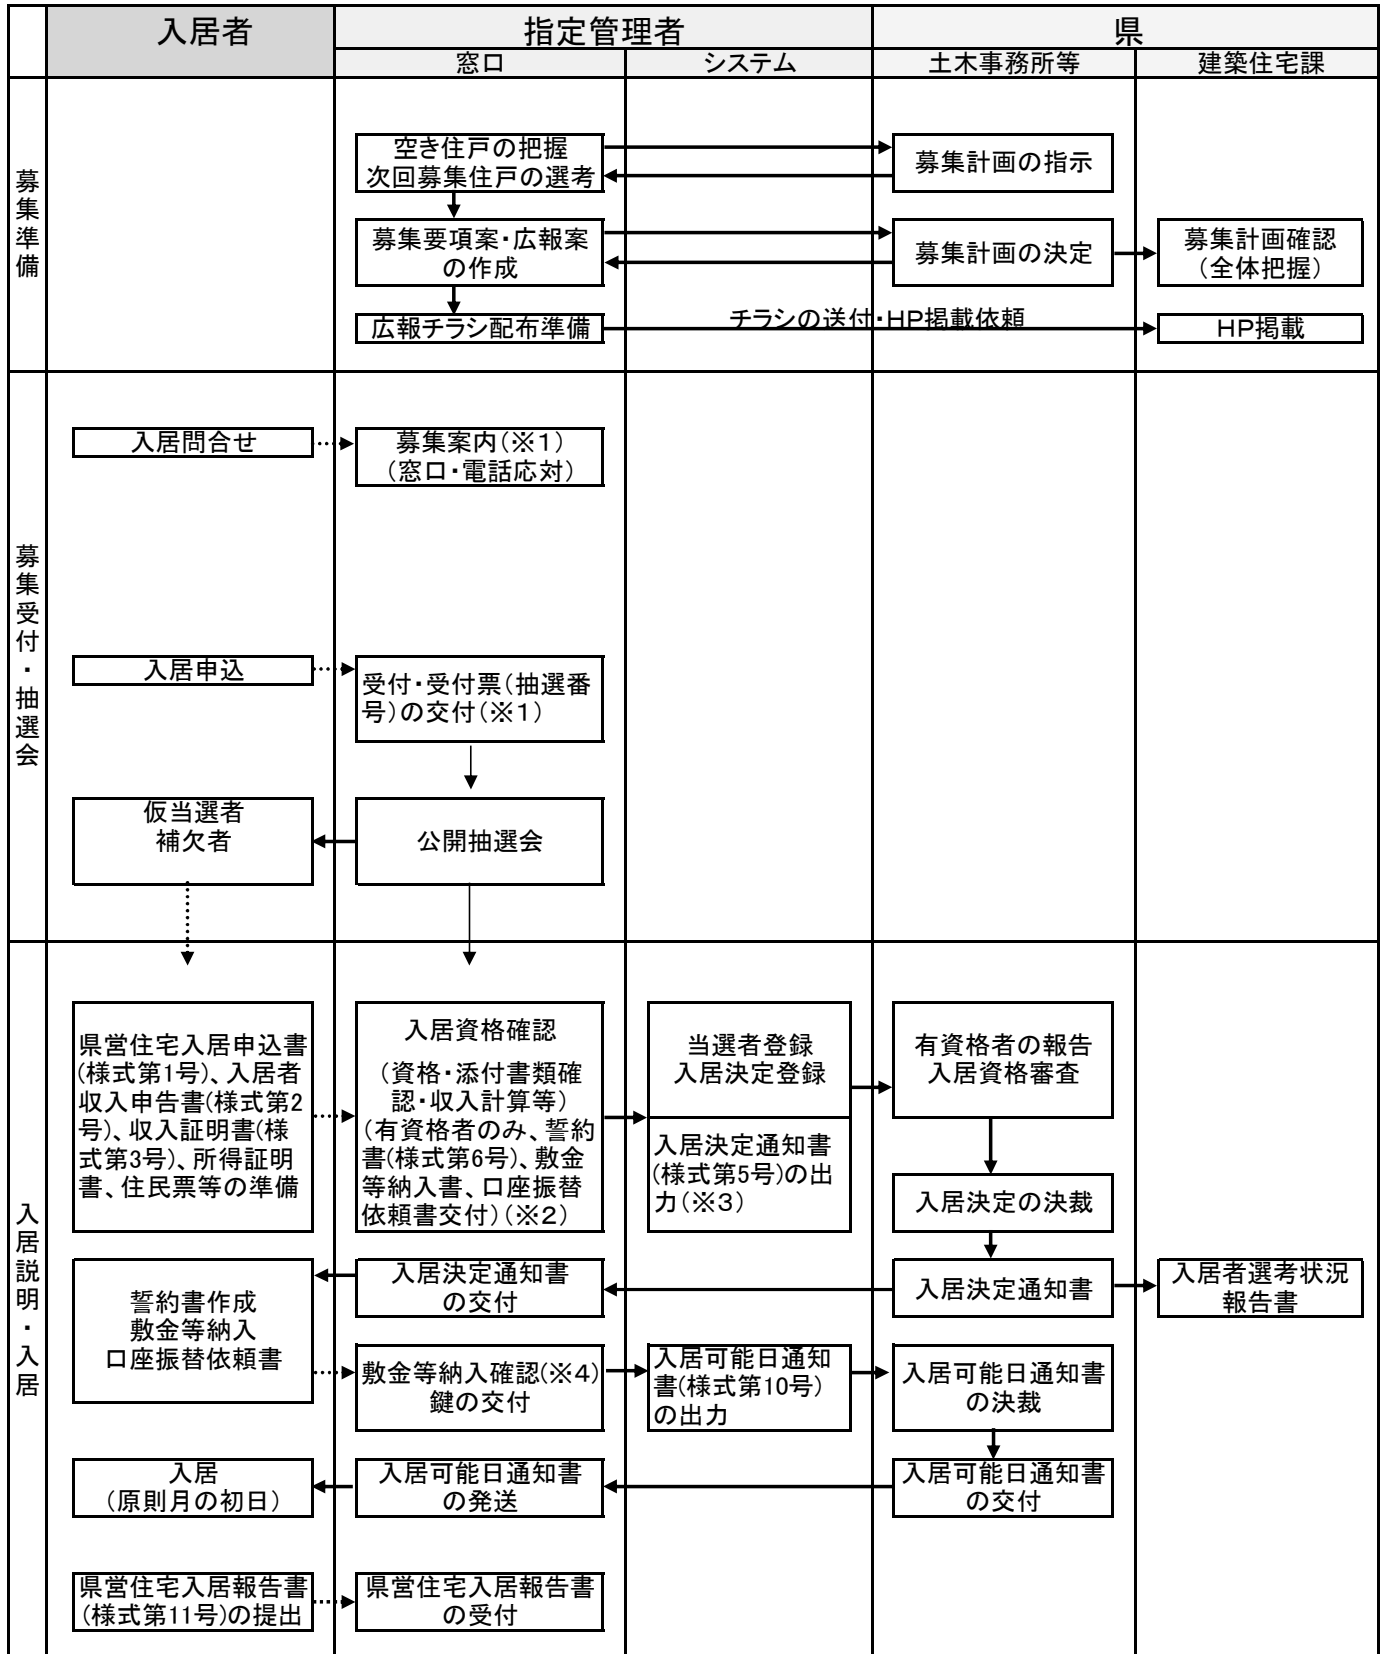 入居者
指定管理者
県
窓口
システム
土木事務所等
建築住宅課
募集準備
空き住戸の把握
次回募集住戸の選考
募集計画の指示
募集要項案・広報案
の作成
募集計画の決定
募集計画確認
（全体把握）
広報チラシ配布準備
チラシの送付・HP掲載依頼
HP掲載
募集受付・抽選会
入居問合せ
募集案内（※１）
（窓口・電話応対）
入居申込
受付・受付票（抽選番
号）の交付（※１）
仮当選者
補欠者
公開抽選会
入居説明・入居
県営住宅入居申込書
(様式第1号)、入居者
収入申告書(様式第2
号)、収入証明書(様
式第3号)、所得証明
書、住民票等の準備
入居資格確認
（資格・添付書類確
認・収入計算等）
（有資格者のみ、誓約
書(様式第6号)、敷金
等納入書、口座振替
依頼書交付）（※２）
当選者登録
入居決定登録
入居決定通知書
(様式第5号)の出
力（※３）
有資格者の報告
入居資格審査
入居決定の決裁
誓約書作成
敷金等納入
口座振替依頼書
入居決定通知書
の交付
入居決定通知書
入居者選考状況
報告書
敷金等納入確認(※４)
鍵の交付
入居可能日通知
書(様式第10号)
の出力
入居可能日通知書
の決裁
入居
（原則月の初日）
入居可能日通知書
の発送
入居可能日通知書
の交付
県営住宅入居報告書
(様式第11号)の提出
県営住宅入居報告書
の受付